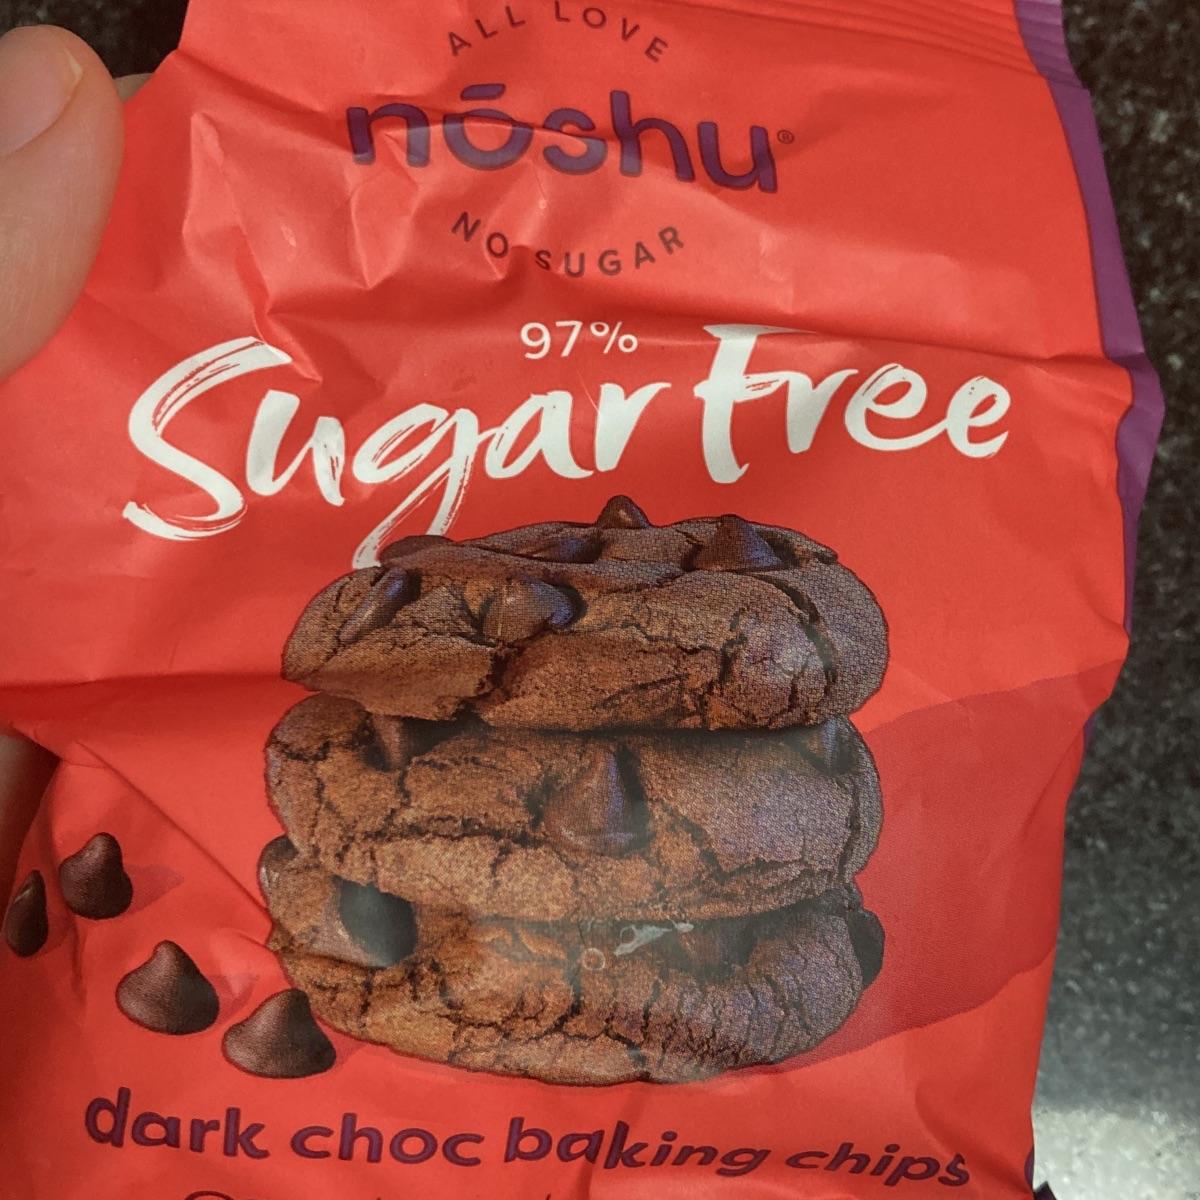 ALL LOVE
nōshu®
NO SUGAR
97%
Sugar Free
dark choc baking chips